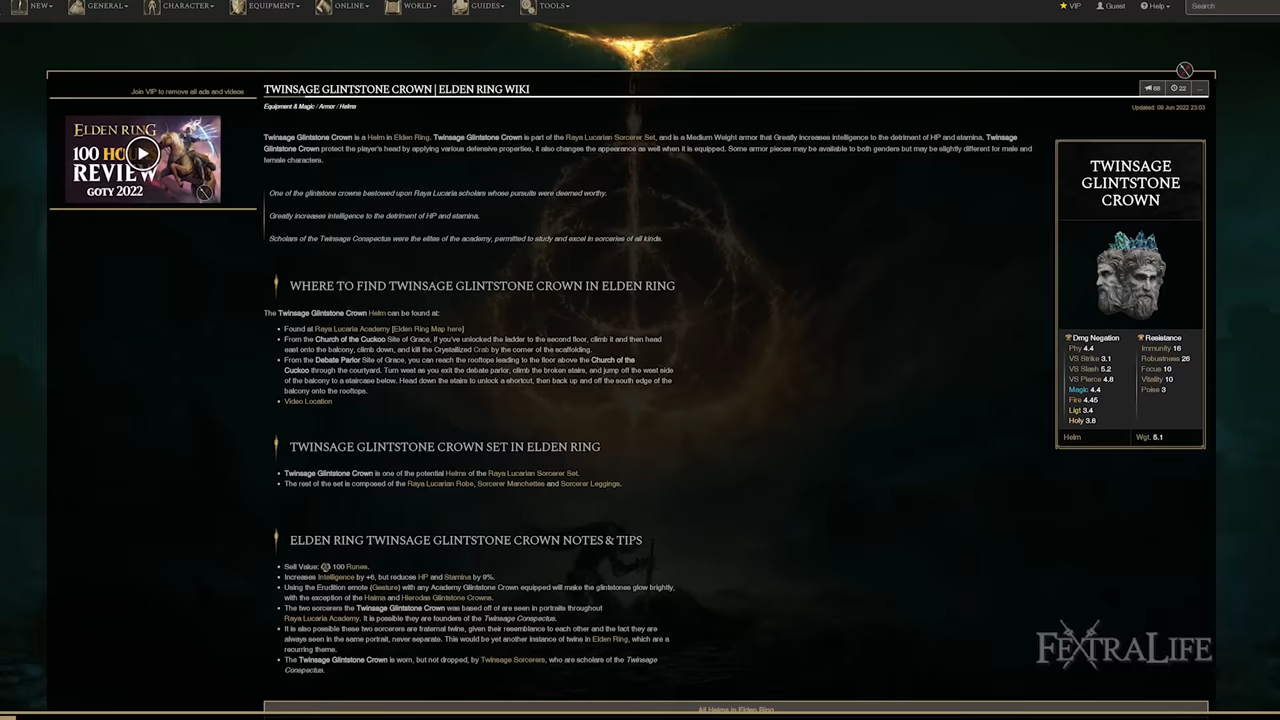 NEW GENERAL CHARACTER EQUIPMENT ONLINE WORLD GUIDES TOOLS VIP Guest Help Search
Join VIP to remove all ads and videos
ELDEN RING
100 HO
REVIEW
GOTY 2022
TWINSAGE GLINTSTONE CROWN | ELDEN RING WIKI
68 22 ...
Equipment & Magic / Armor / Helms
Updated: 09 Jun 2022 23:03
Twinsage Glintstone Crown is a Helm in Elden Ring. Twinsage Glintstone Crown is part of the Raya Lucarian Sorcerer Set, and is a Medium Weight armor that Greatly increases intelligence to the detriment of HP and stamina. Twinsage
Glintstone Crown protect the player's head by applying various defensive properties, it also changes the appearance as well when it is equipped. Some armor pieces may be available to both genders but may be slightly different for male and
female characters.
One of the glintstone crowns bestowed upon Raya Lucaria scholars whose pursuits were deemed worthy.
Greatly increases intelligence to the detriment of HP and stamina.
Scholars of the Twinsage Conspectus were the elites of the academy, permitted to study and excel in sorceries of all kinds.
WHERE TO FIND TWINSAGE GLINTSTONE CROWN IN ELDEN RING
The Twinsage Glintstone Crown Helm can be found at:
Found at Raya Lucaria Academy [Elden Ring Map here]
From the Church of the Cuckoo Site of Grace, if you've unlocked the ladder to the second floor, climb it and then head
east onto the balcony, climb down, and kill the Crystallized Crab by the corner of the scaffolding.
From the Debate Parlor Site of Grace, you can reach the rooftops leading to the floor above the Church of the
Cuckoo through the courtyard. Turn west as you exit the debate parlor; climb the broken stairs, and jump off the west side
of the balcony to a staircase below. Head down the stairs to unlock a shortcut, then back up and off the south edge of the
balcony onto the rooftops.
Video Location
TWINSAGE GLINTSTONE CROWN SET IN ELDEN RING
Twinsage Glintstone Crown is one of the potential Helms of the Raya Lucarian Sorcerer Set.
The rest of the set is composed of the Raya Lucarian Robe, Sorcerer Manchettes and Sorcerer Leggings.
ELDEN RING TWINSAGE GLINTSTONE CROWN NOTES & TIPS
Sell Value: 100 Runes.
Increases Intelligence by +6, but reduces HP and Stamina by 9%.
Using the Erudition emote (Gesture) with any Academy Glintstone Crown equipped will make the glintstones glow brightly,
with the exception of the Haima and Hierodas Glintstone Crowns.
The two sorcerers the Twinsage Glintstone Crown was based off of are seen in portraits throughout
Raya Lucaria Academy. It is possible they are founders of the Twinsage Conspectus.
It is also possible these two sorcerers are fraternal twins, given their resemblance to each other and the fact they are
always seen in the same portrait, never separate. This would be yet another instance of twins in Elden Ring, which are a
recurring theme.
The Twinsage Glintstone Crown is worn, but not dropped, by Twinsage Sorcerers, who are scholars of the Twinsage
Conspectus.
TWINSAGE
GLINTSTONE
CROWN
Dmg Negation Resistance
Phy 4.4 Immunity 16
VS Strike 3.1 Robustness 26
VS Slash 5.2 Focus 10
VS Pierce 4.8 Vitality 10
Magic 4.4 Poise 3
Fire 4.45
Ligt 3.4
Holy 3.8
Helm Wgt. 5.1
FEXTRALIFE
All Helms in Elden Ring